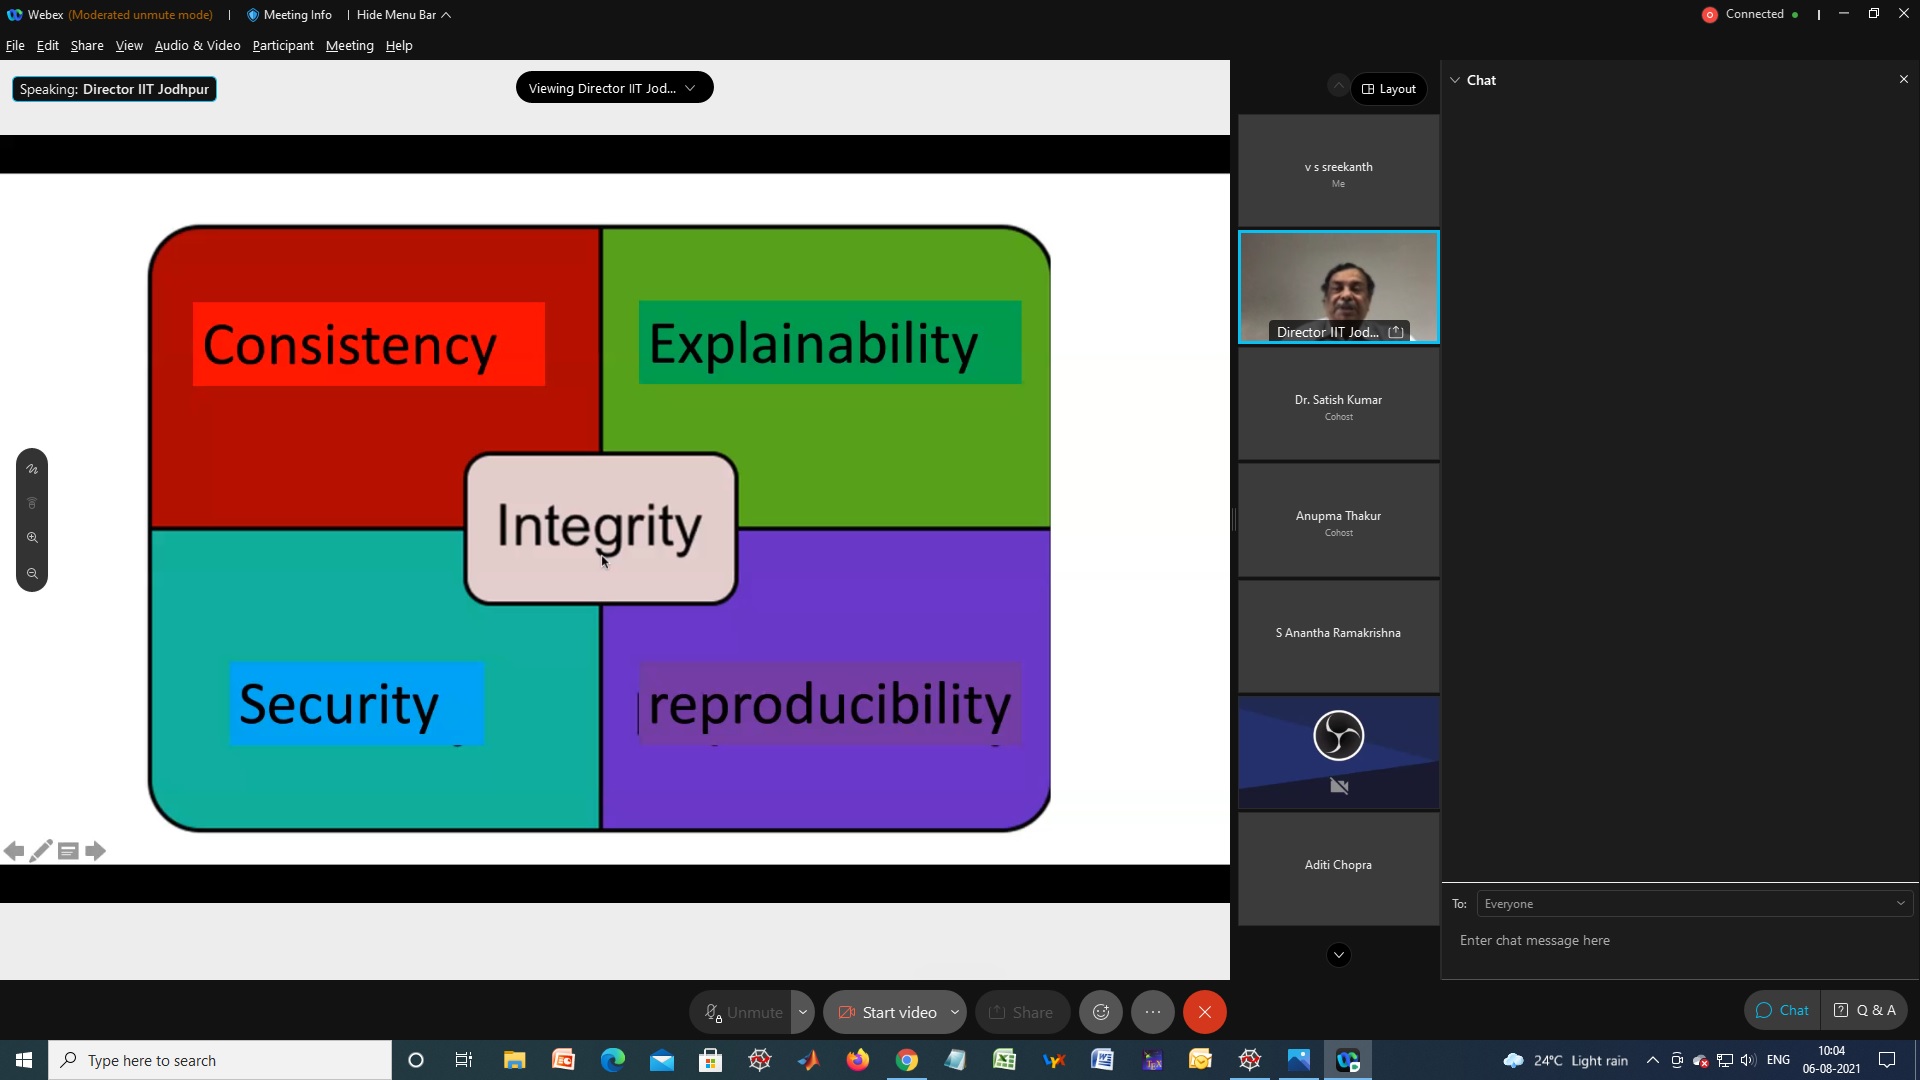 Webex (Moderated unmute mode) | Meeting Info | Hide Menu Bar
Connected
File Edit Share View Audio & Video Participant Meeting Help
Speaking: Director IIT Jodhpur
Viewing Director IIT Jod...
Layout
Chat
Consistency
Explainability
Integrity
Security
reproducibility
v s sreekanth
Me
Director IIT Jod...
Dr. Satish Kumar
Cohost
Anupma Thakur
Cohost
S Anantha Ramakrishna
Aditi Chopra
To: Everyone
Enter chat message here
Unmute
Start video
Share
Chat
Q & A
Type here to search
24°C Light rain
ENG
10:04
06-08-2021